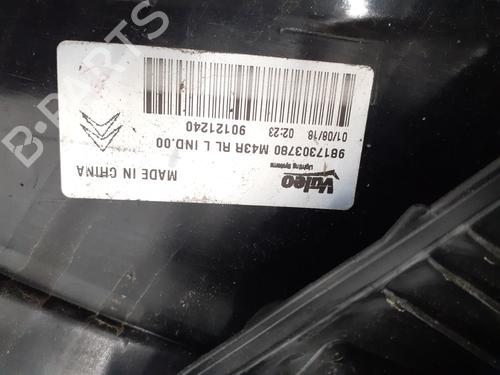 Valeo
Lighting Systems
MADE IN CHINA
9817303780 M43R RL L IND.00
90121240
01/08/18 02:23
B-PARTS